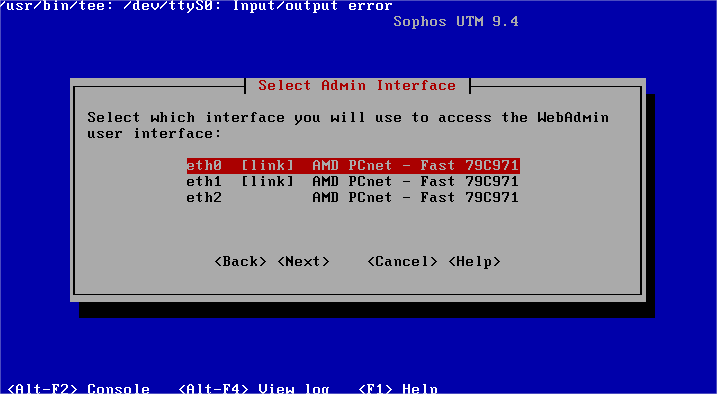 /usr/bin/tee: /dev/ttyS0: Input/output error
Sophos UTM 9.4
Select Admin Interface
Select which interface you will use to access the WebAdmin
user interface:
eth0 [link] AMD PCnet - Fast 79C971
eth1 [link] AMD PCnet - Fast 79C971
eth2 AMD PCnet - Fast 79C971
<Back> <Next> <Cancel> <Help>
<Alt-F2> Console <Alt-F4> View log <F1> Help